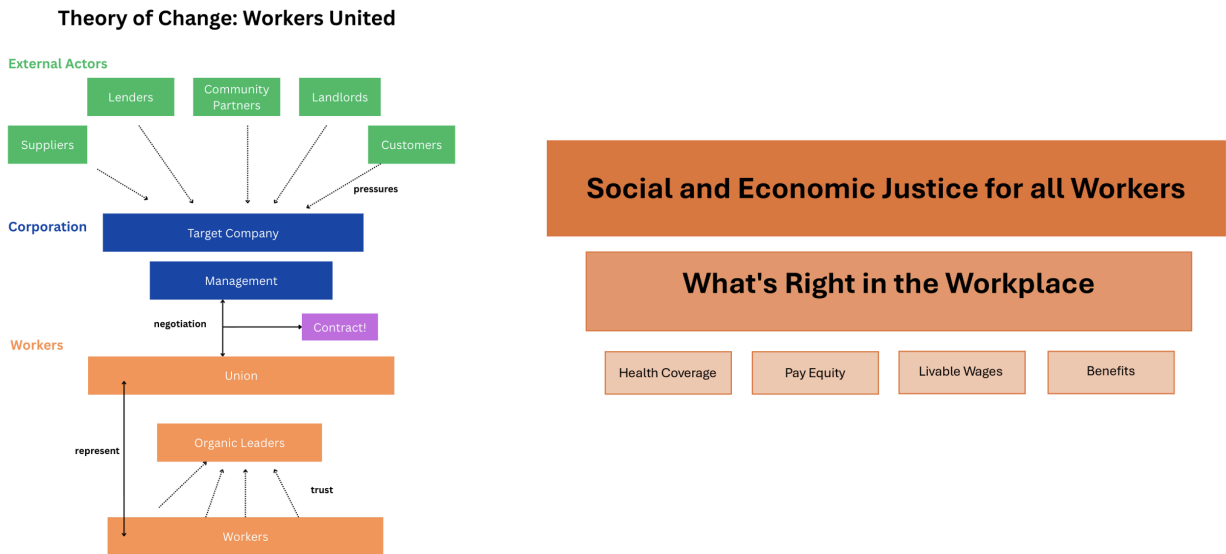 Theory of Change: Workers United
External Actors
Lenders
Community
Partners
Landlords
Suppliers
Customers
pressures
Corporation
Target Company
Management
negotiation
Contract!
Workers
Union
Organic Leaders
represent
trust
Workers
Social and Economic Justice for all Workers
What's Right in the Workplace
Health Coverage
Pay Equity
Livable Wages
Benefits